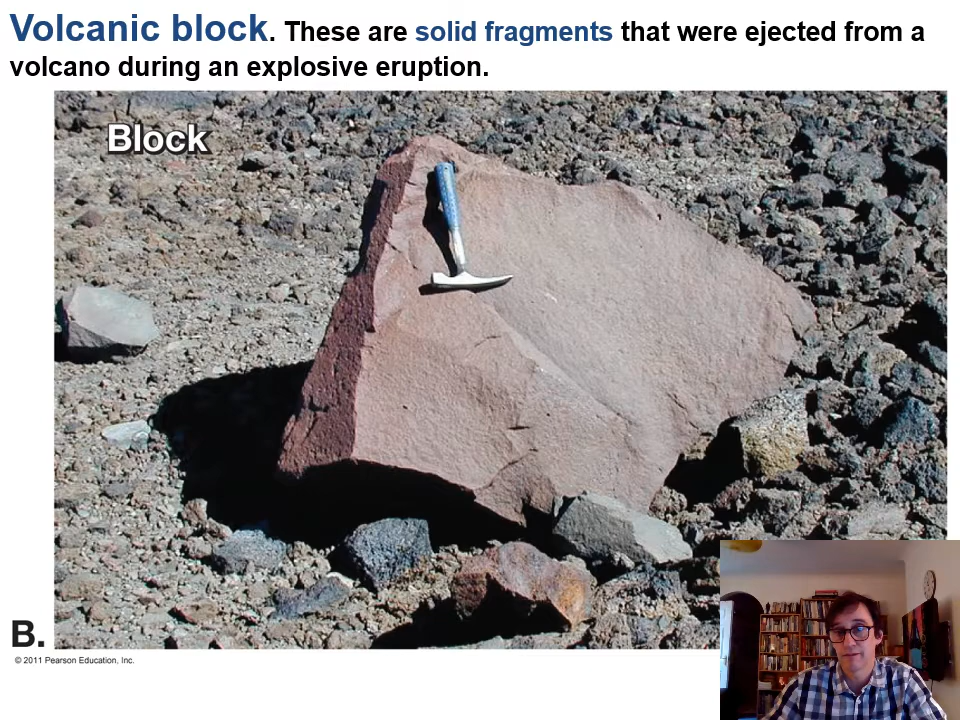 Volcanic block. These are solid fragments that were ejected from a
volcano during an explosive eruption.
Block
B.
© 2011 Pearson Education, Inc.